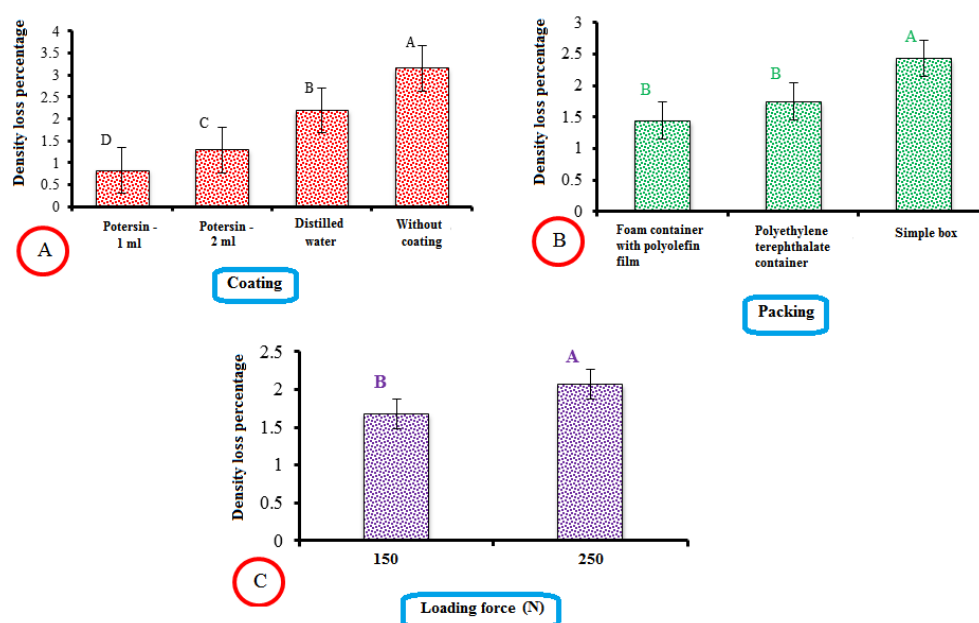 Density loss percentage
4
3.5
3
2.5
2
1.5
1
0.5
0
D
C
B
A
Potersin -
1 ml
Potersin -
2 ml
Distilled
water
Without
coating
A
Coating
Density loss percentage
3
2.5
2
1.5
1
0.5
0
B
B
A
Foam container
with polyolefin
film
Polyethylene
terephthalate
container
Simple box
B
Packing
Density loss percentage
2.5
2
1.5
1
0.5
0
B
A
150
250
C
Loading force (N)